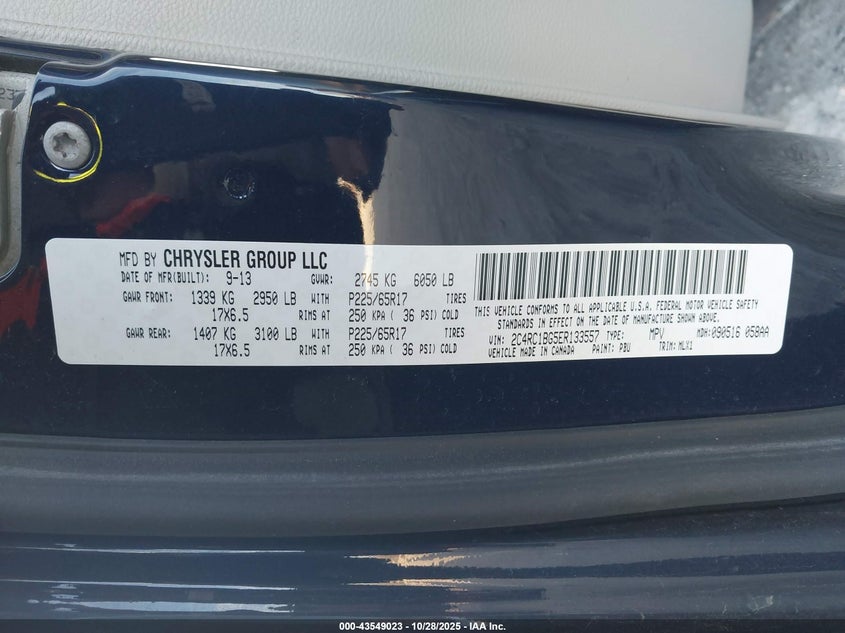 MFD BY CHRYSLER GROUP LLC
DATE OF MFR(BUILT): 9-13 GVWR: 2745 KG 6050 LB
GAWR FRONT: 1339 KG 2950 LB WITH P225/65R17 TIRES
17X6.5 RIMS AT 250 KPA ( 36 PSI) COLD
GAWR REAR: 1407 KG 3100 LB WITH P225/65R17 TIRES
17X6.5 RIMS AT 250 KPA ( 36 PSI) COLD
THIS VEHICLE CONFORMS TO ALL APPLICABLE U.S.A. FEDERAL MOTOR VEHICLE SAFETY
STANDARDS IN EFFECT ON THE DATE OF MANUFACTURE SHOWN ABOVE.
VIN: 2C4RC1BG5ER133557 TYPE: MPV MDH: 090516 058AA
VEHICLE MADE IN CANADA PAINT: PBU TRIM: MLX1
000-43549023 - 10/28/2025 - IAA Inc.